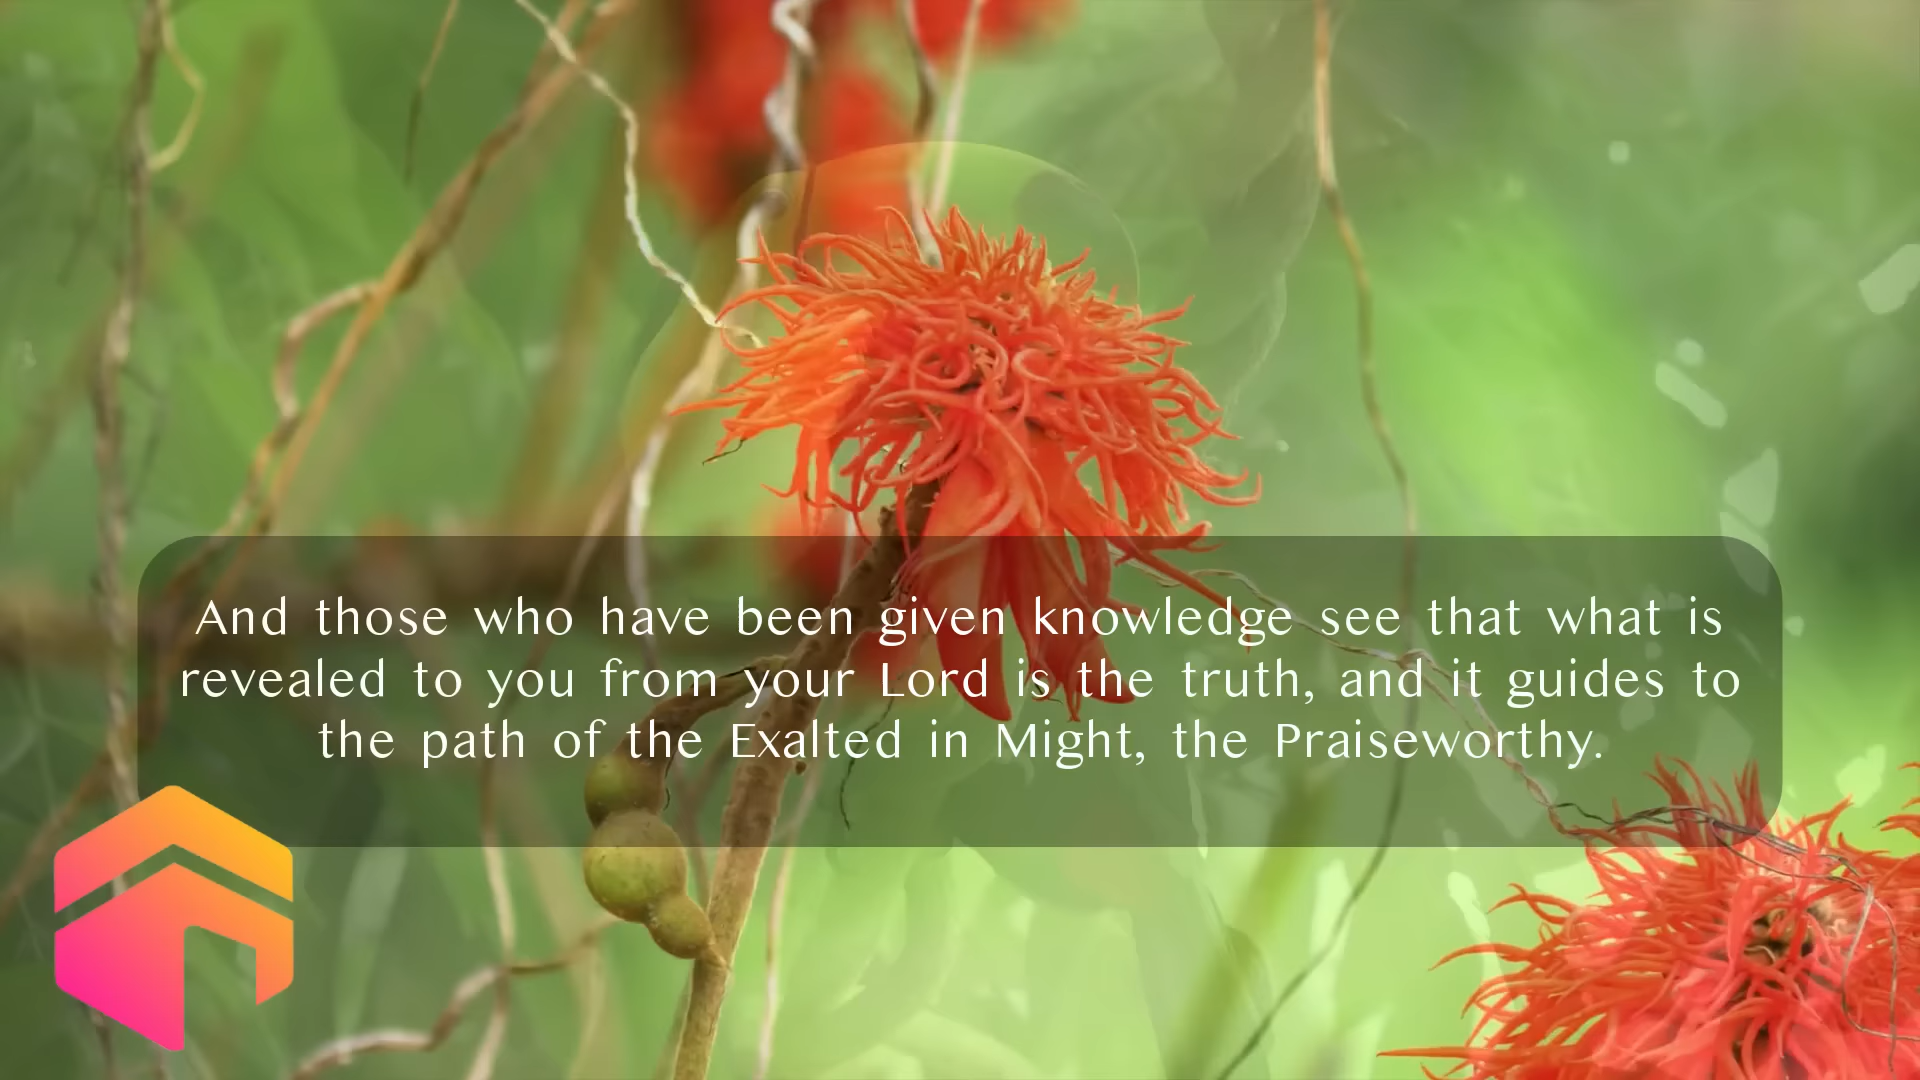 And those who have been given knowledge see that what is
revealed to you from your Lord is the truth, and it guides to
the path of the Exalted in Might, the Praiseworthy.